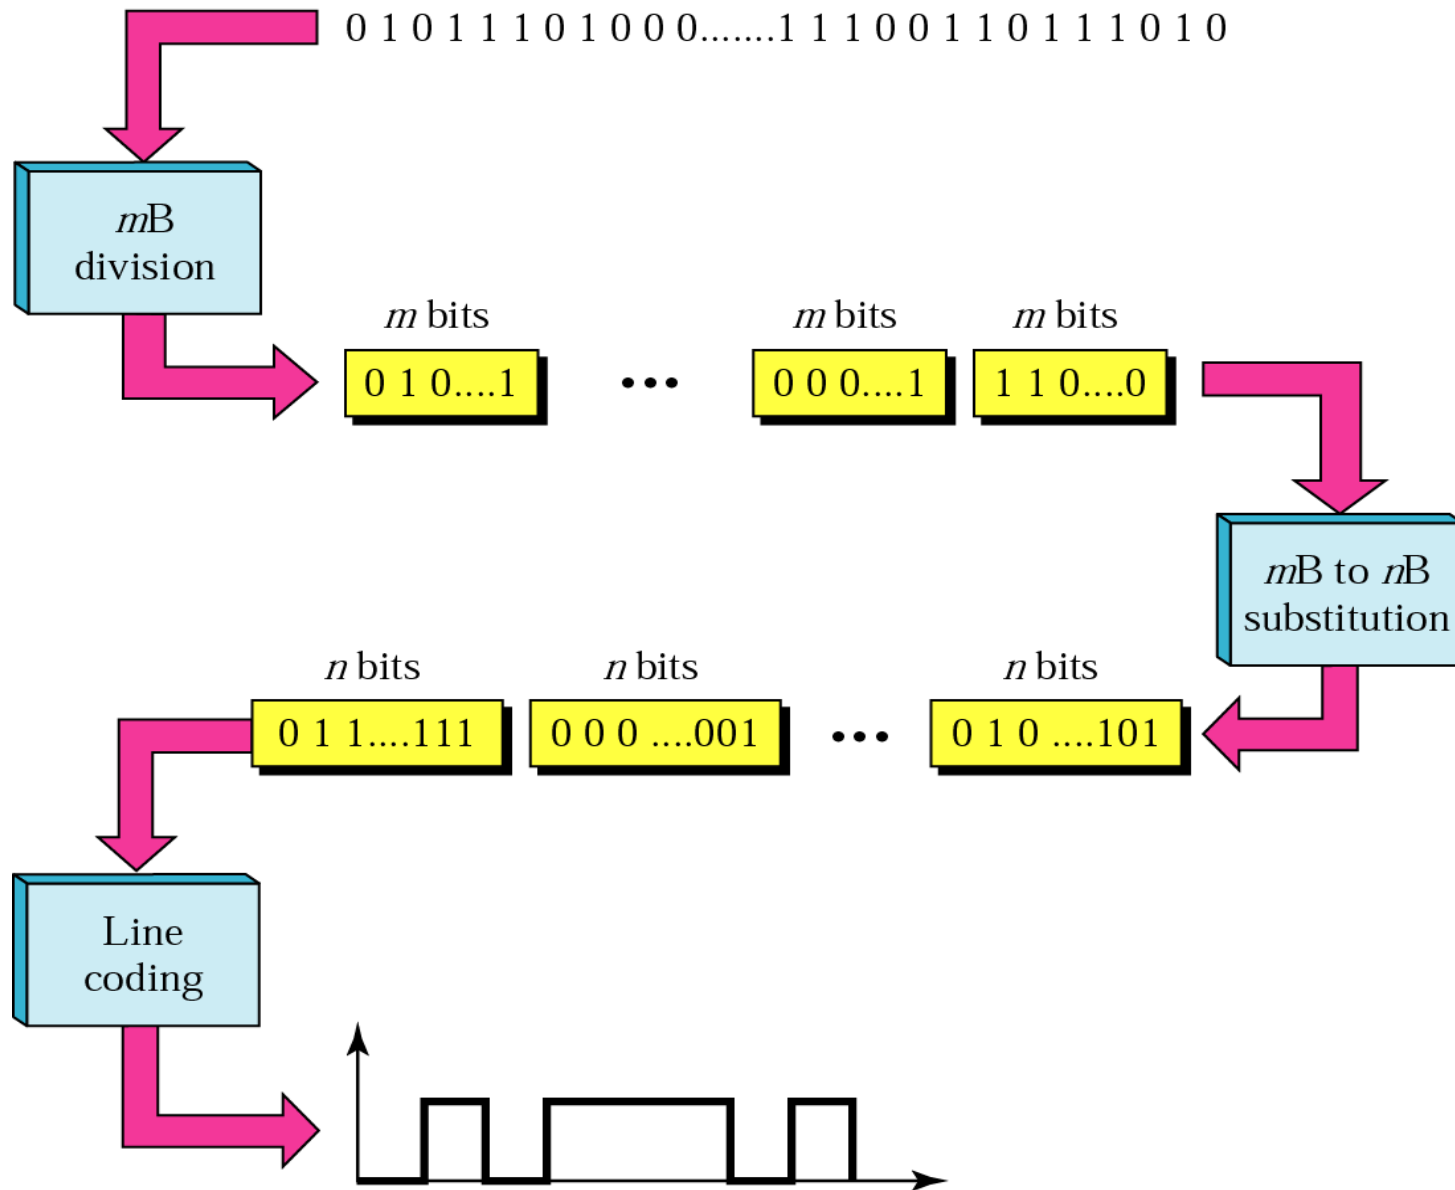 0 1 0 1 1 1 0 1 0 0 0.......1 1 1 0 0 1 1 0 1 1 1 0 1 0
mB
division
m bits
m bits
m bits
0 1 0....1
...
0 0 0....1
1 1 0....0
mB to nB
substitution
n bits
n bits
n bits
0 1 1....111
0 0 0 ....001
...
0 1 0 ....101
Line
coding